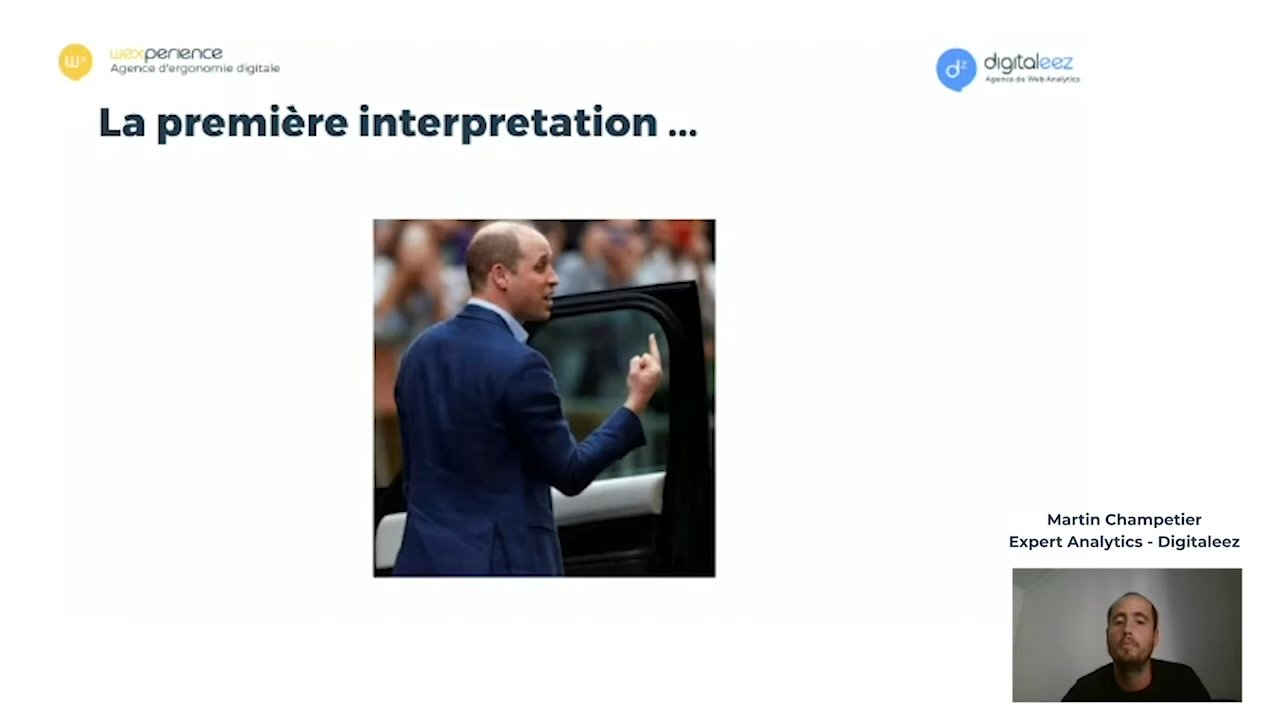 wexperience
Agence d'ergonomie digitale
digitaleez
Agence de Web Analytics
La première interpretation ...
Martin Champetier
Expert Analytics - Digitaleez